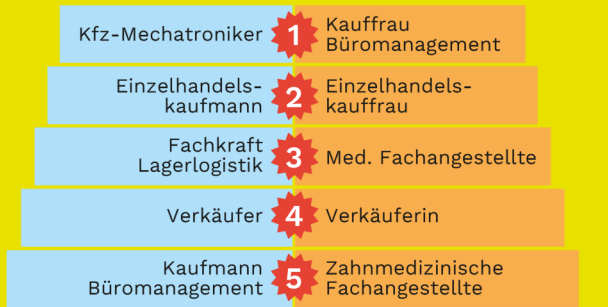 Kfz-Mechatroniker 1 Kauffrau
Büromanagement
Einzelhandels-
kaufmann
2
Einzelhandels-
kauffrau
Fachkraft
Lagerlogistik
3
Med. Fachangestellte
Verkäufer 4 Verkäuferin
Kaufmann
Büromanagement
5
Zahnmedizinische
Fachangestellte